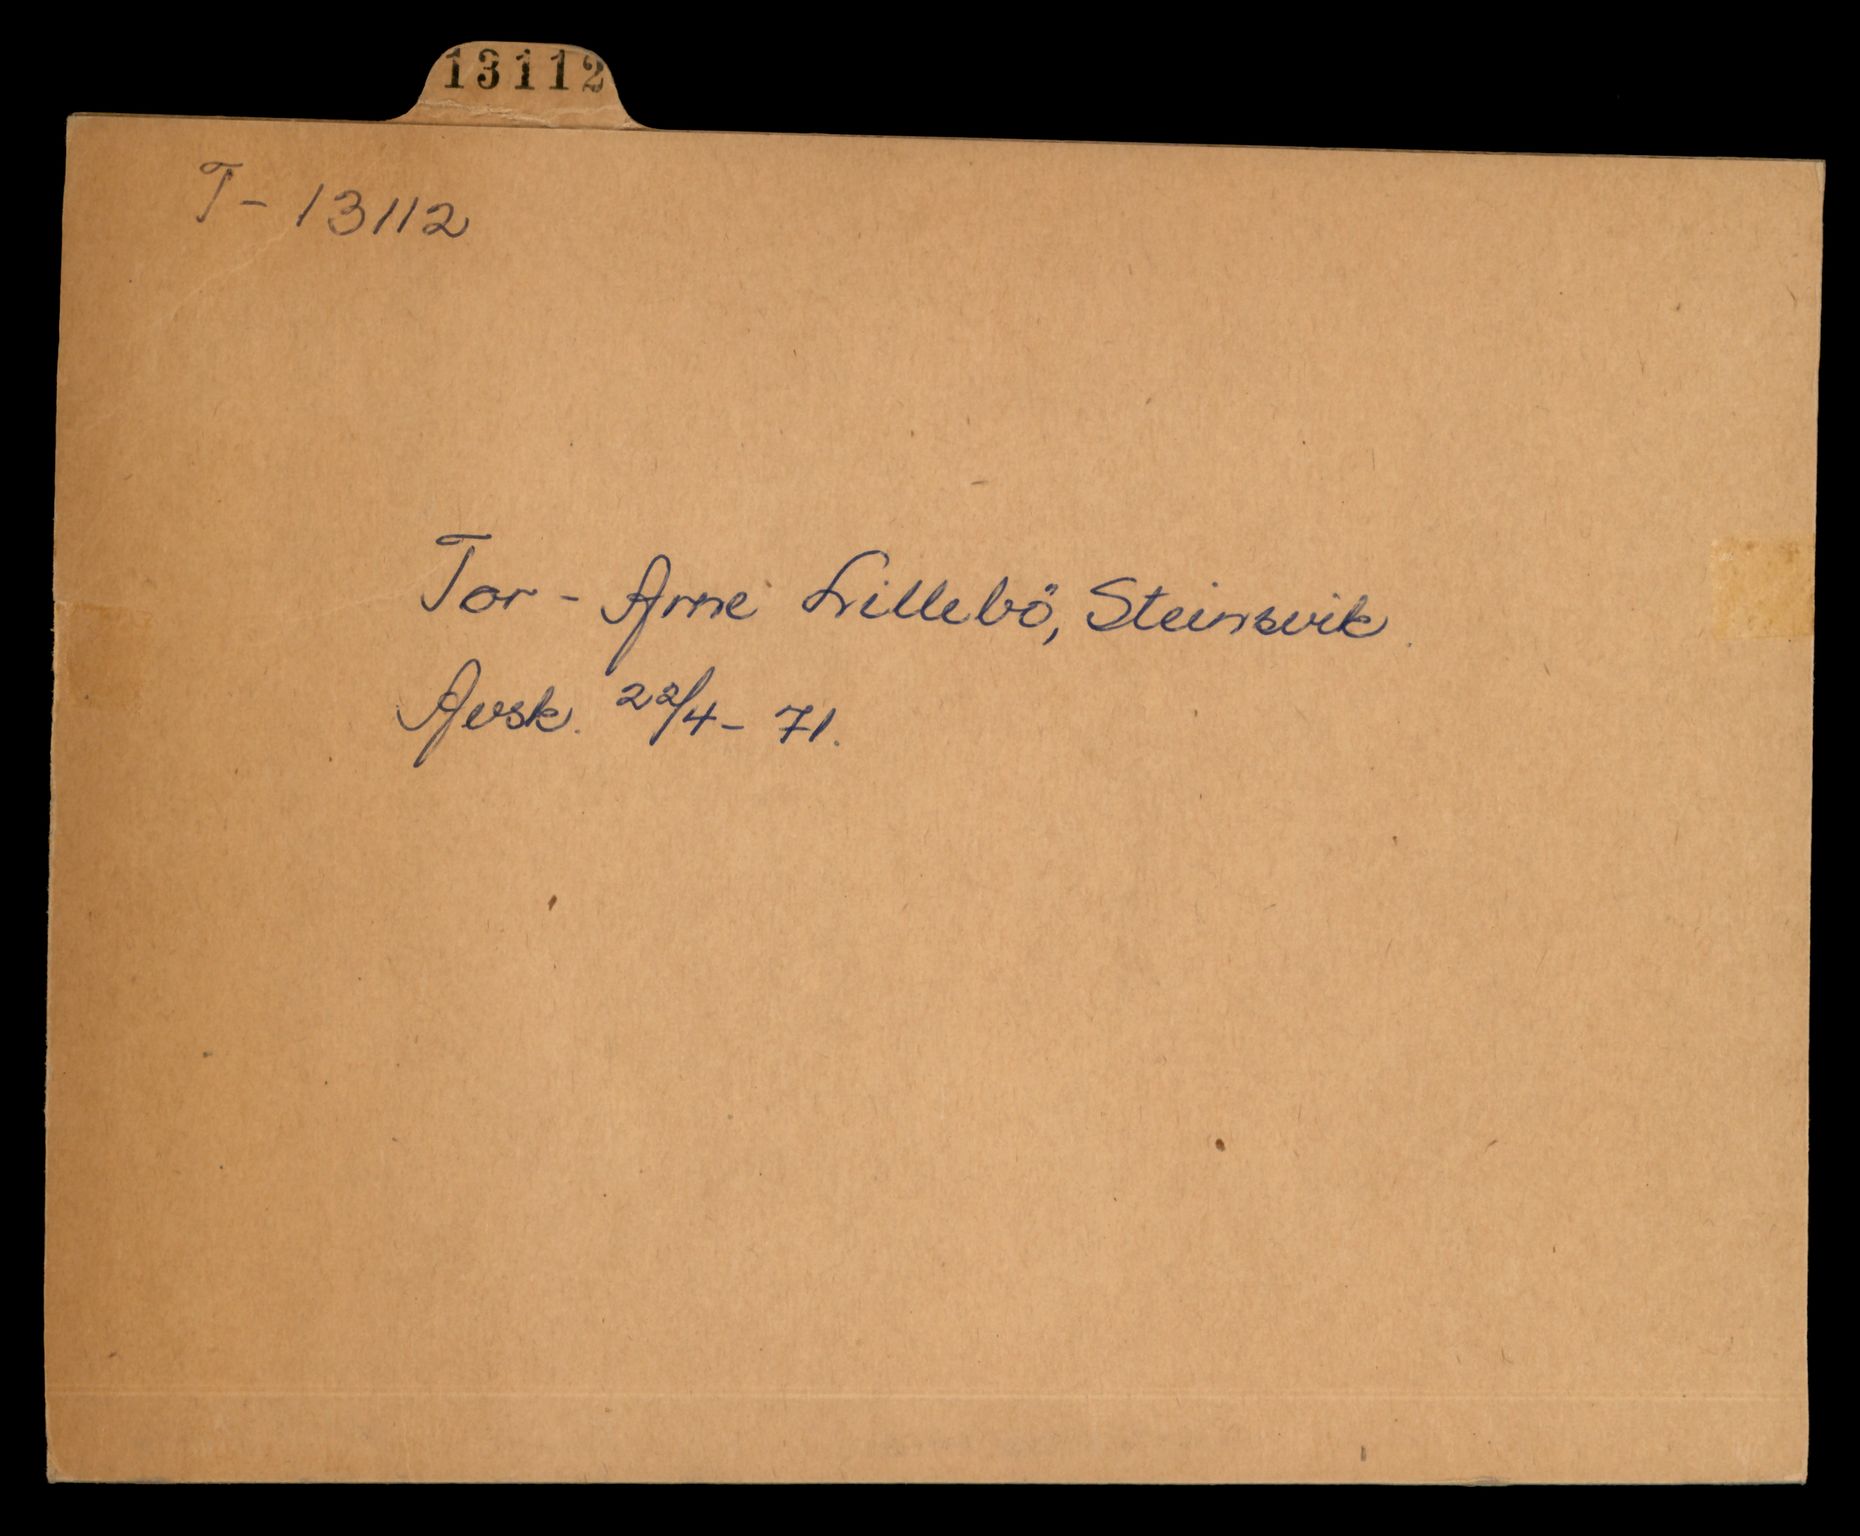 13112
T- 13112
Tor - Arne Lillebö, Steinsvik.
Avsk. 22/4 - 71.